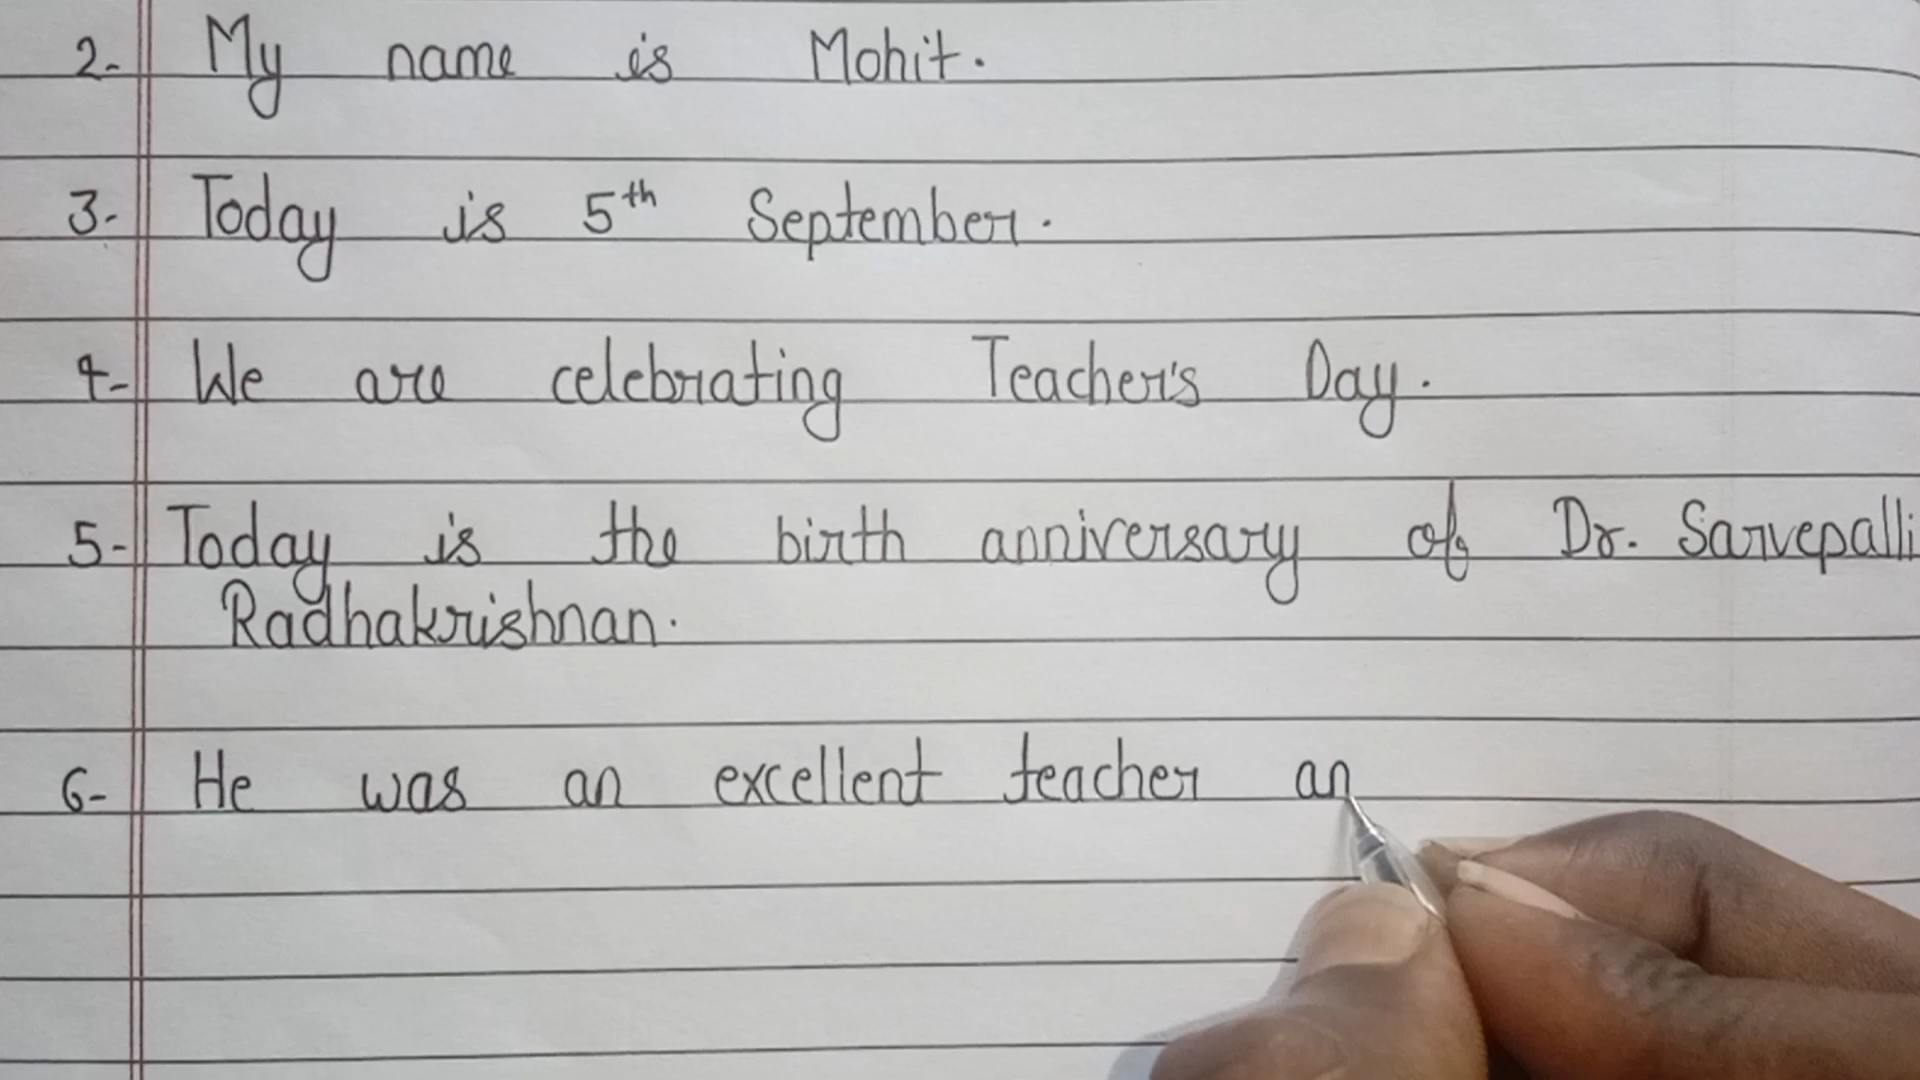 2- My name is Mohit.
3- Today is 5th September.
4- We are celebrating Teacher's Day.
5- Today is the birth anniversary of Dr. Sarvepalli
Radhakrishnan.
6- He was an excellent teacher an